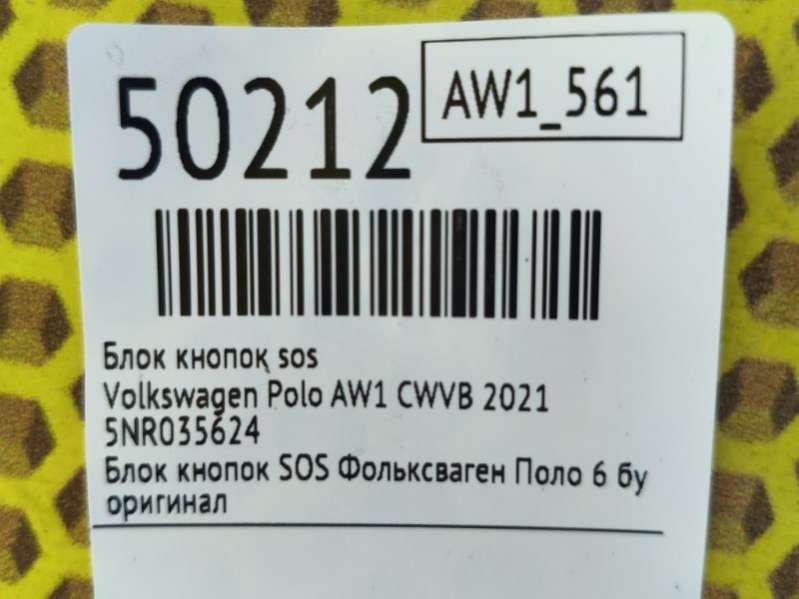 50212
AW1_561
Блок кнопок sos
Volkswagen Polo AW1 CWVB 2021
5NR035624
Блок кнопок SOS Фольксваген Поло 6 бу
оригинал